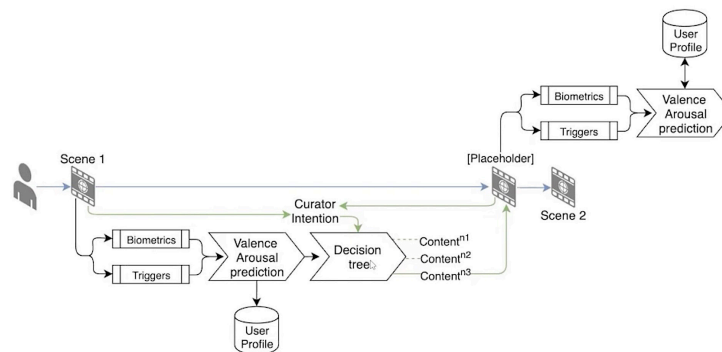 User
Profile
Biometrics
Triggers
Valence
Arousal
prediction
Scene 1
[Placeholder]
Scene 2
Curator
Intention
Biometrics
Triggers
Valence
Arousal
prediction
Decision
tree
Content^n1
Content^n2
Content^n3
User
Profile